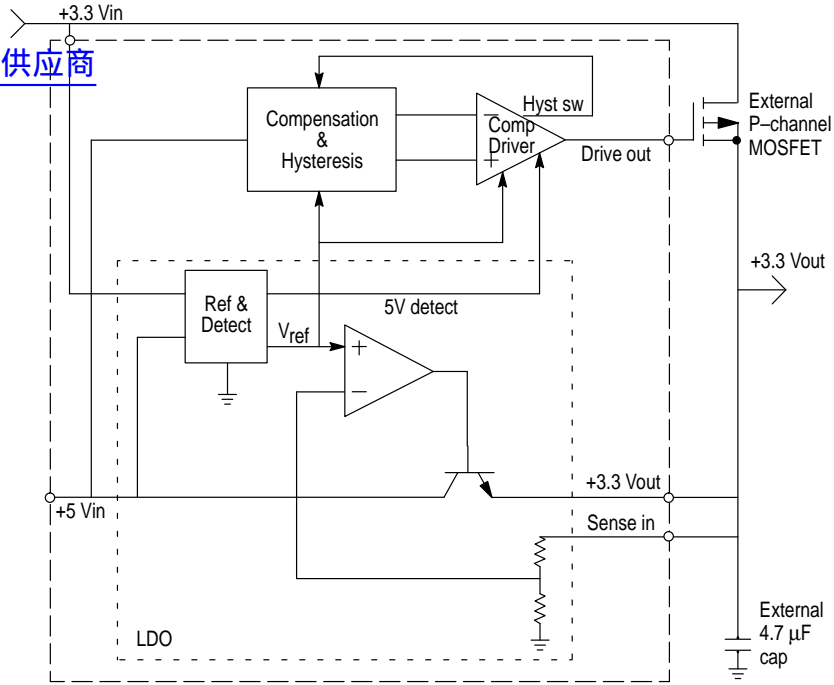 +3.3 Vin
供应商
Compensation
&
Hysteresis
Hyst sw
Comp
Driver
−
+
Drive out
External
P–channel
MOSFET
+3.3 Vout
Ref &
Detect
5V detect
Vref
+
−
+3.3 Vout
+5 Vin
Sense in
LDO
External
4.7 µF
cap